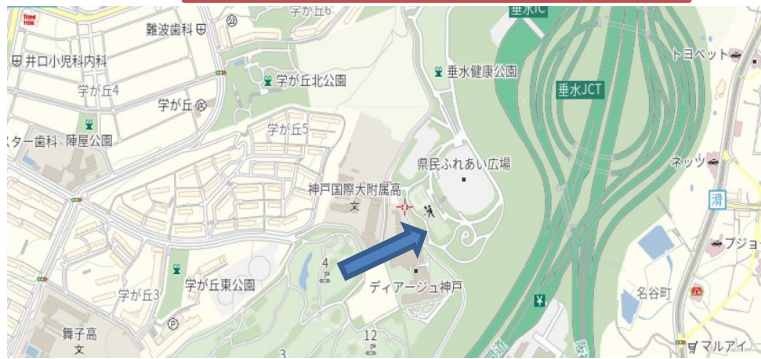 学が丘6
垂水IC
難波歯科
トヨペット
井口小児科内科
垂水健康公園
学が丘北公園
学が丘4
垂水JCT
学が丘
学が丘5
スター歯科
陣屋公園
県民ふれあい広場
ネッツ
神戸国際大附属高
文
滑
プジョ
4
学が丘東公園
ディアージュ神戸
学が丘3
名谷町
¥
P
舞子高
文
12
3
マルアイ